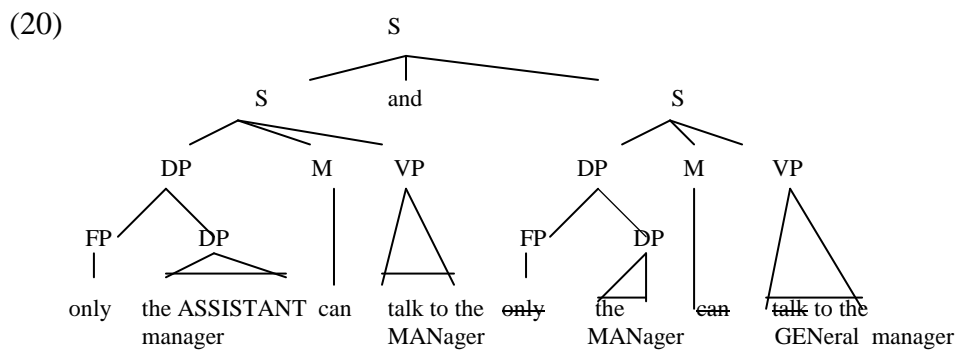 (20)
S
S and S
DP M VP DP M VP
FP DP FP DP
only the ASSISTANT can talk to the only the can talk to the
manager MANager MANager GENeral manager